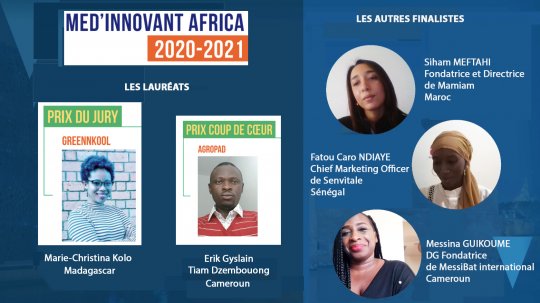 MED'INNOVANT AFRICA
2020-2021
LES LAURÉATS
PRIX DU JURY
GREENNKOOL
Marie-Christina Kolo
Madagascar
PRIX COUP DE CŒUR
AGROPAD
Erik Gyslain
Tiam Dzembouong
Cameroun
LES AUTRES FINALISTES
Siham MEFTAHI
Fondatrice et Directrice
de Mamiam
Maroc
Fatou Caro NDIAYE
Chief Marketing Officer
de Senvitale
Sénégal
Messina GUIKOUME
DG Fondatrice
de MessiBat international
Cameroun